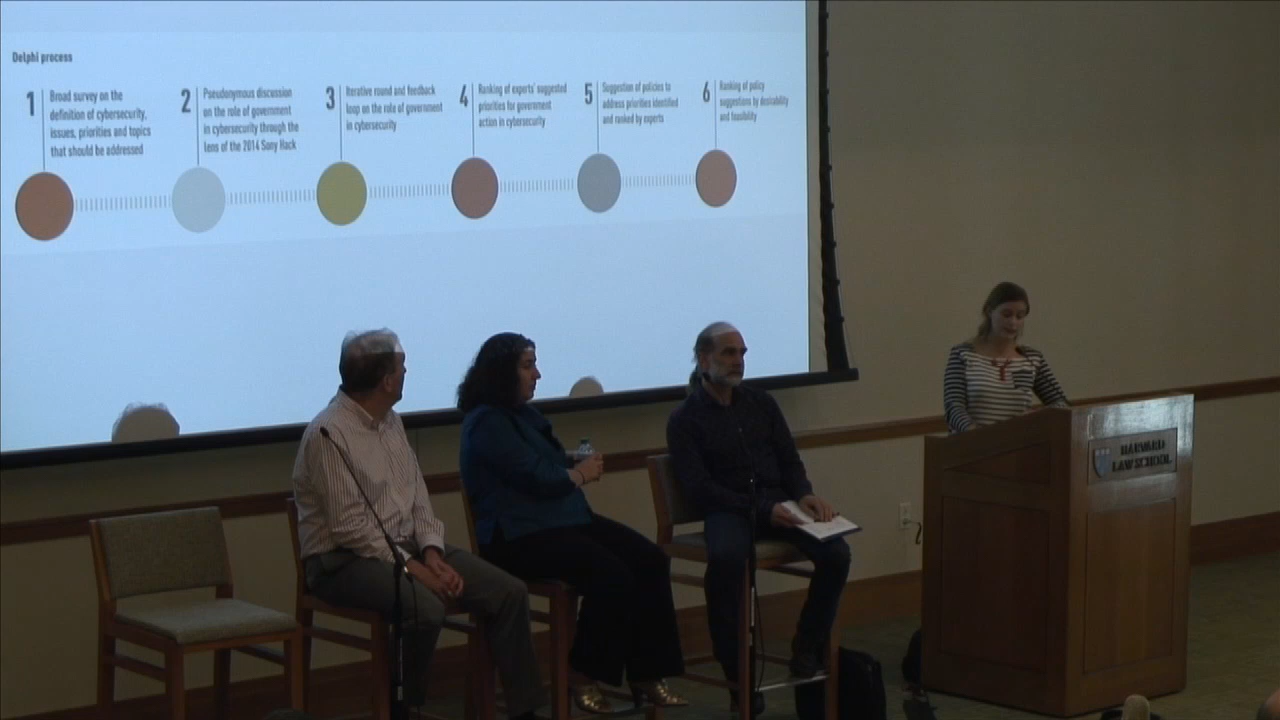 Delphi process
1
Broad survey on the
definition of cybersecurity,
issues, priorities and topics
that should be addressed
2
Pseudonymous discussion
on the role of government
in cybersecurity through the
lens of the 2014 Sony Hack
3
Iterative round and feedback
loop on the role of government
in cybersecurity
4
Ranking of experts' suggested
priorities for government
action in cybersecurity
5
Suggestion of policies to
address priorities identified
and ranked by experts
6
Ranking of policy
suggestions by desirability
and feasibility
HARVARD
LAW SCHOOL